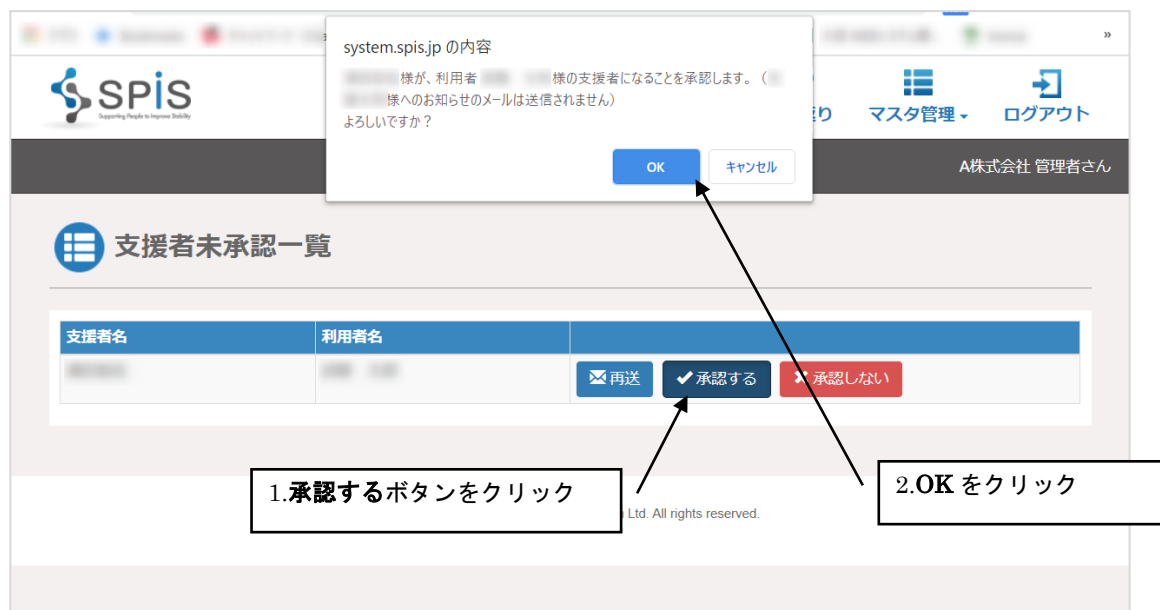 system.spis.jp の内容
様が、利用者 様の支援者になることを承認します。（
様へのお知らせのメールは送信されません）
よろしいですか？
OK
キャンセル
»
SPiS
Supporting People to Improve Stability
マスタ管理
ログアウト
A株式会社 管理者さん
支援者未承認一覧
支援者名 利用者名
再送 承認する 承認しない
1.承認するボタンをクリック
2.OK をクリック
Ltd. All rights reserved.